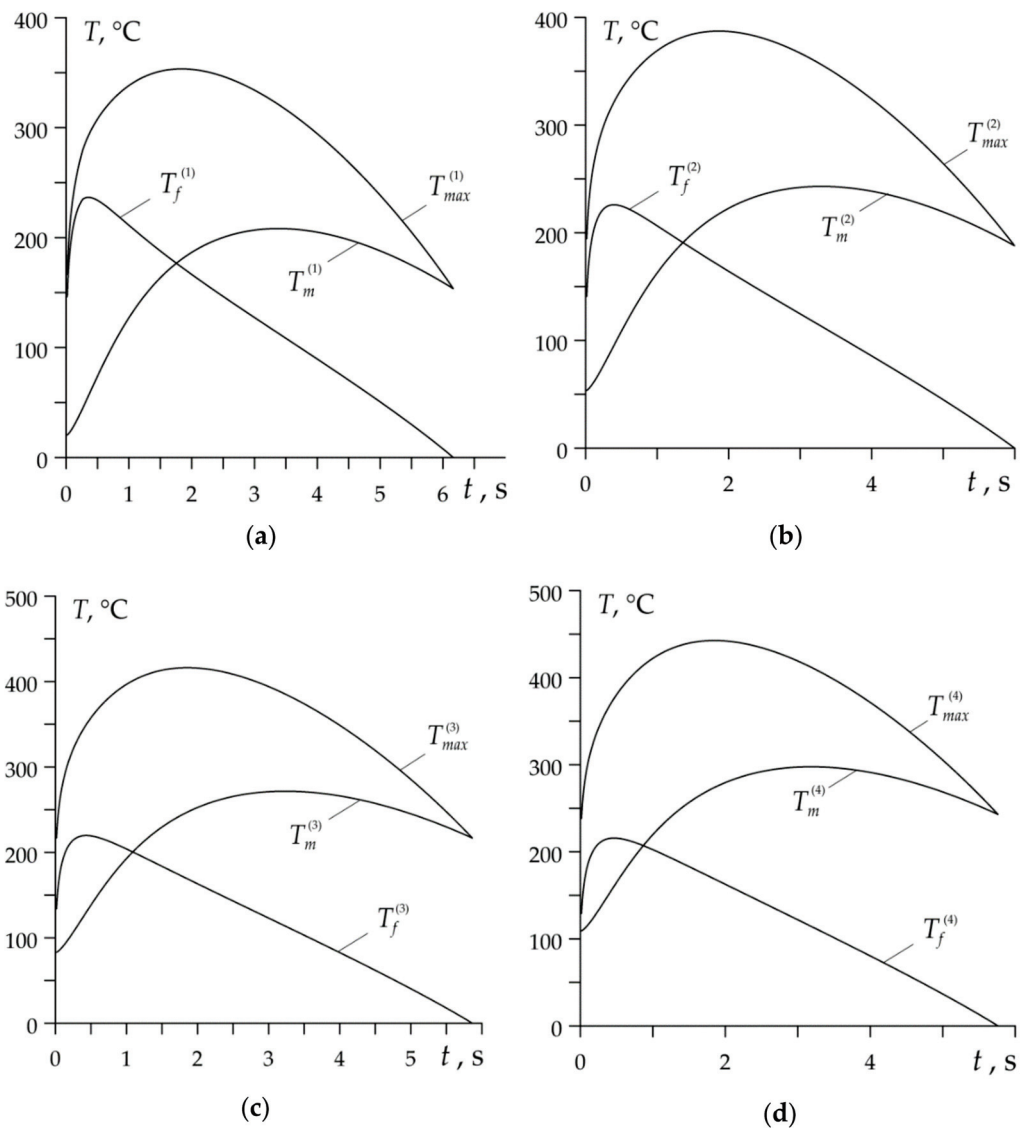 T, °C
400
300
200
100
0
T_f^(1)
T_max^(1)
T_m^(1)
0 1 2 3 4 5 6 t, s
(a)
T, °C
400
300
200
100
0
T_max^(2)
T_f^(2)
T_m^(2)
0 2 4 t, s
(b)
T, °C
500
400
300
200
100
0
T_max^(3)
T_m^(3)
T_f^(3)
0 1 2 3 4 5 t, s
(c)
T, °C
500
400
300
200
100
0
T_max^(4)
T_m^(4)
T_f^(4)
0 2 4 t, s
(d)